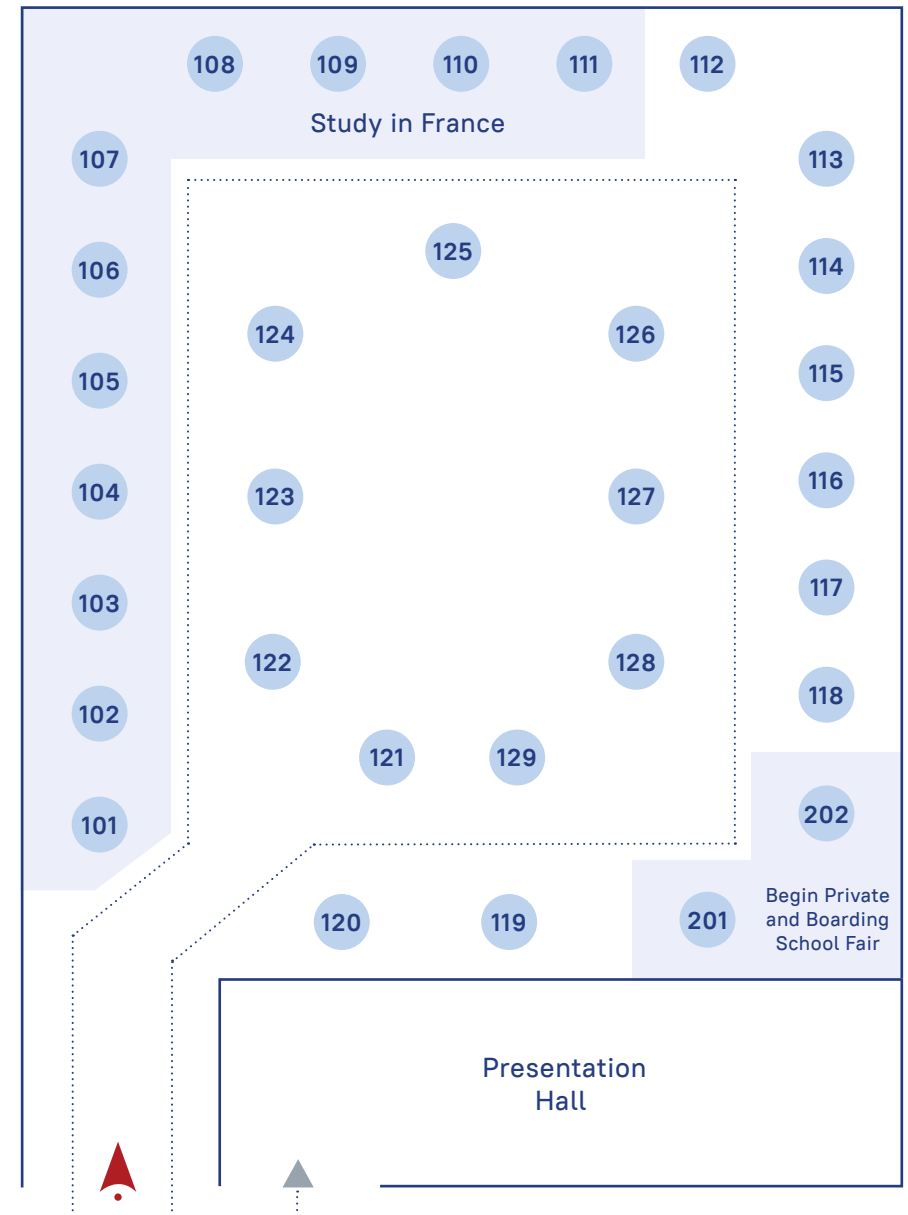 108 109 110 111 112
Study in France
107 113
125
106 114
124 126
105 115
104 116
123 127
103 117
122 128
102 118
121 129
101 202
Begin Private
and Boarding
School Fair
120 119 201
Presentation
Hall